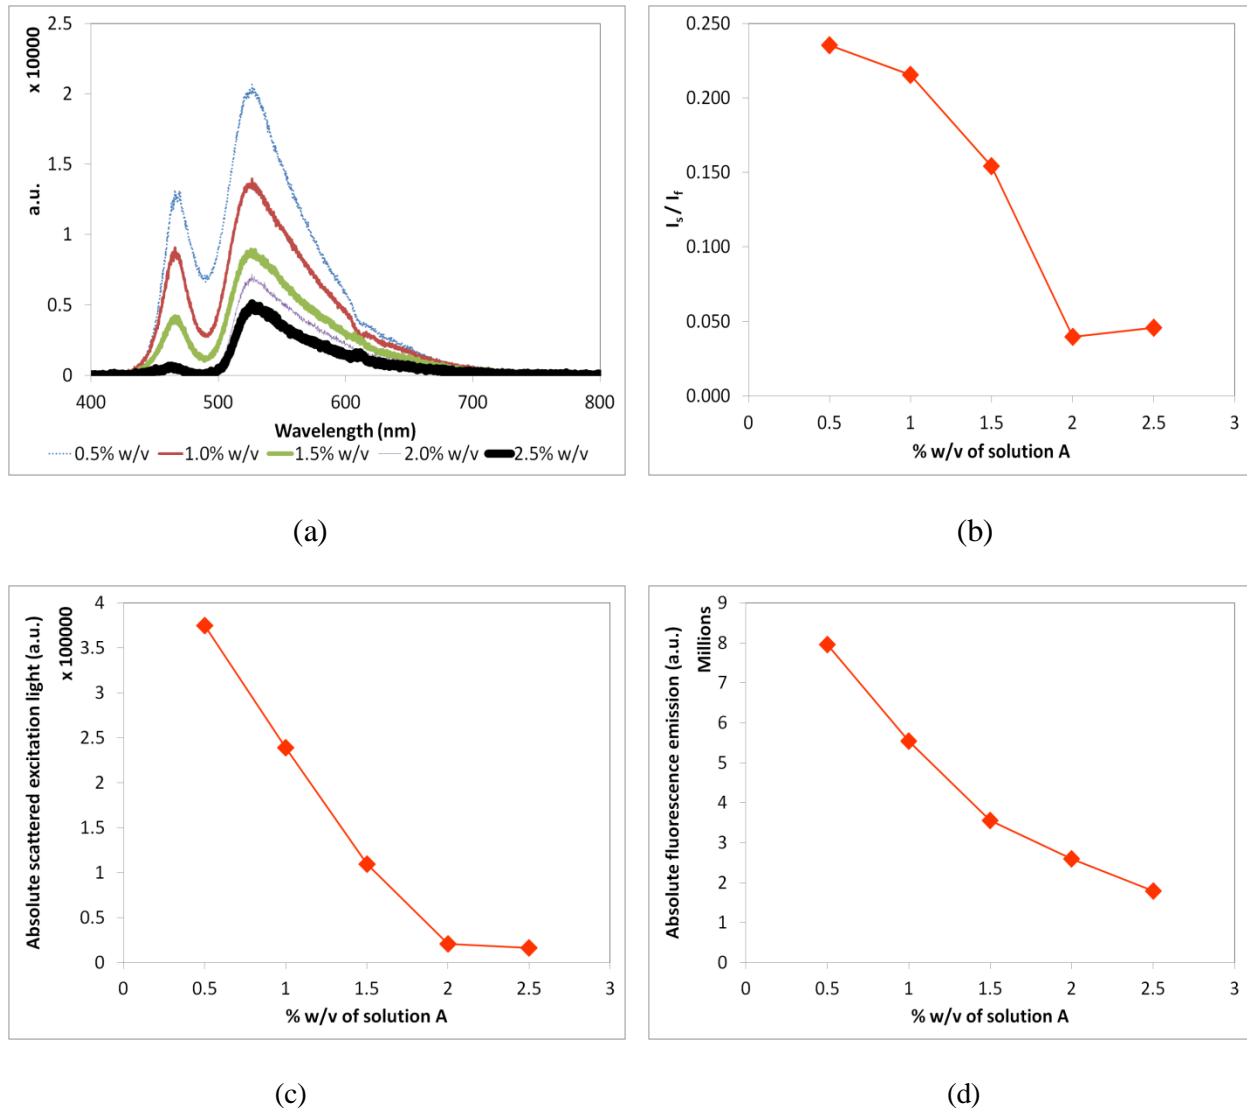 x 10000
a.u.
2.5
2
1.5
1
0.5
0
400 500 600 700 800
Wavelength (nm)
0.5% w/v 1.0% w/v 1.5% w/v 2.0% w/v 2.5% w/v
(a)
I_s / I_f
0.250
0.200
0.150
0.100
0.050
0.000
0 0.5 1 1.5 2 2.5 3
% w/v of solution A
(b)
Absolute scattered excitation light (a.u.)
x 100000
4
3.5
3
2.5
2
1.5
1
0.5
0
0 0.5 1 1.5 2 2.5 3
% w/v of solution A
(c)
Absolute fluorescence emission (a.u.)
Millions
9
8
7
6
5
4
3
2
1
0
0 0.5 1 1.5 2 2.5 3
% w/v of solution A
(d)